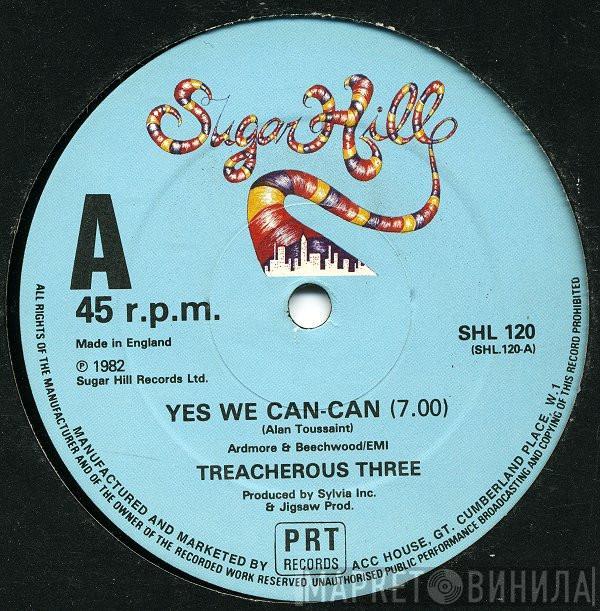 Sugar Hill
A
45 r.p.m.
Made in England
℗ 1982
Sugar Hill Records Ltd.
SHL 120
(SHL.120-A)
YES WE CAN-CAN (7.00)
(Alan Toussaint)
Ardmore & Beechwood/EMI
TREACHEROUS THREE
Produced by Sylvia Inc.
& Jigsaw Prod.
PRT
RECORDS
MANUFACTURED AND MARKETED BY
ACC HOUSE, GT. CUMBERLAND PLACE, W.1
ALL RIGHTS OF THE MANUFACTURER AND OF THE OWNER OF THE RECORDED WORK RESERVED UNAUTHORISED PUBLIC PERFORMANCE BROADCASTING AND COPYING OF THIS RECORD PROHIBITED
МАРКЕТ ВИНИЛА